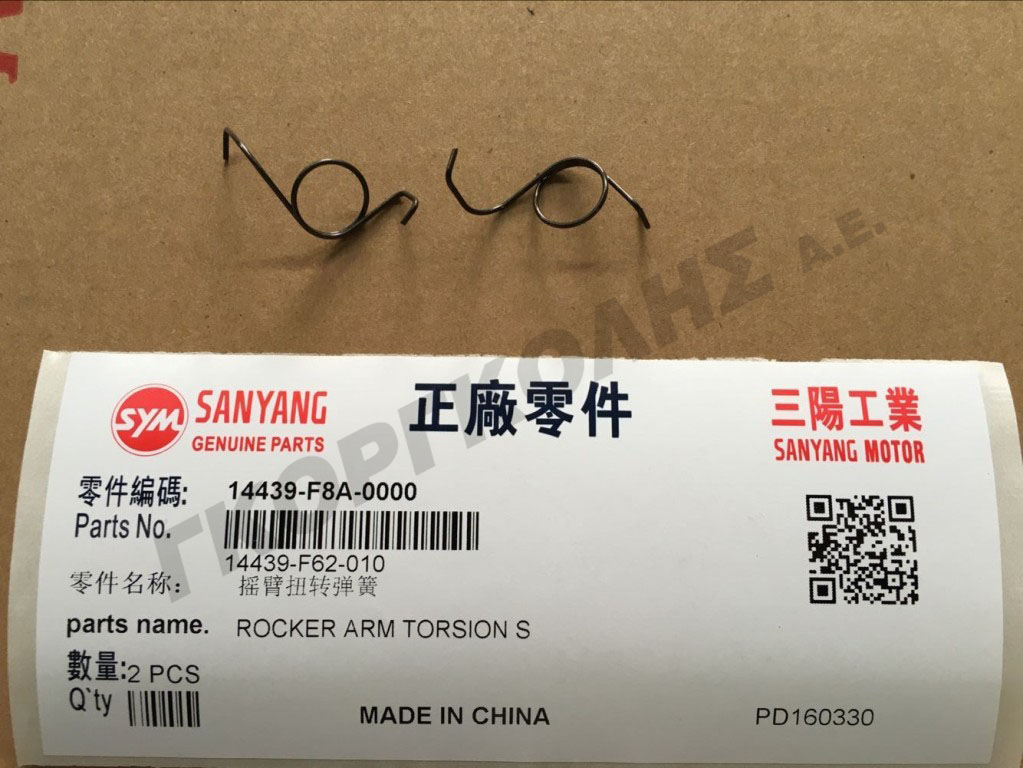 SYM SANYANG
GENUINE PARTS
正廠零件
三陽工業
SANYANG MOTOR
零件編碼: 14439-F8A-0000
Parts No.
14439-F62-010
零件名称: 摇臂扭转弹簧
parts name. ROCKER ARM TORSION S
數量: 2 PCS
Q`ty
MADE IN CHINA PD160330
ΓΚΟΡΓΚΟΛΗΣ Α.Ε.